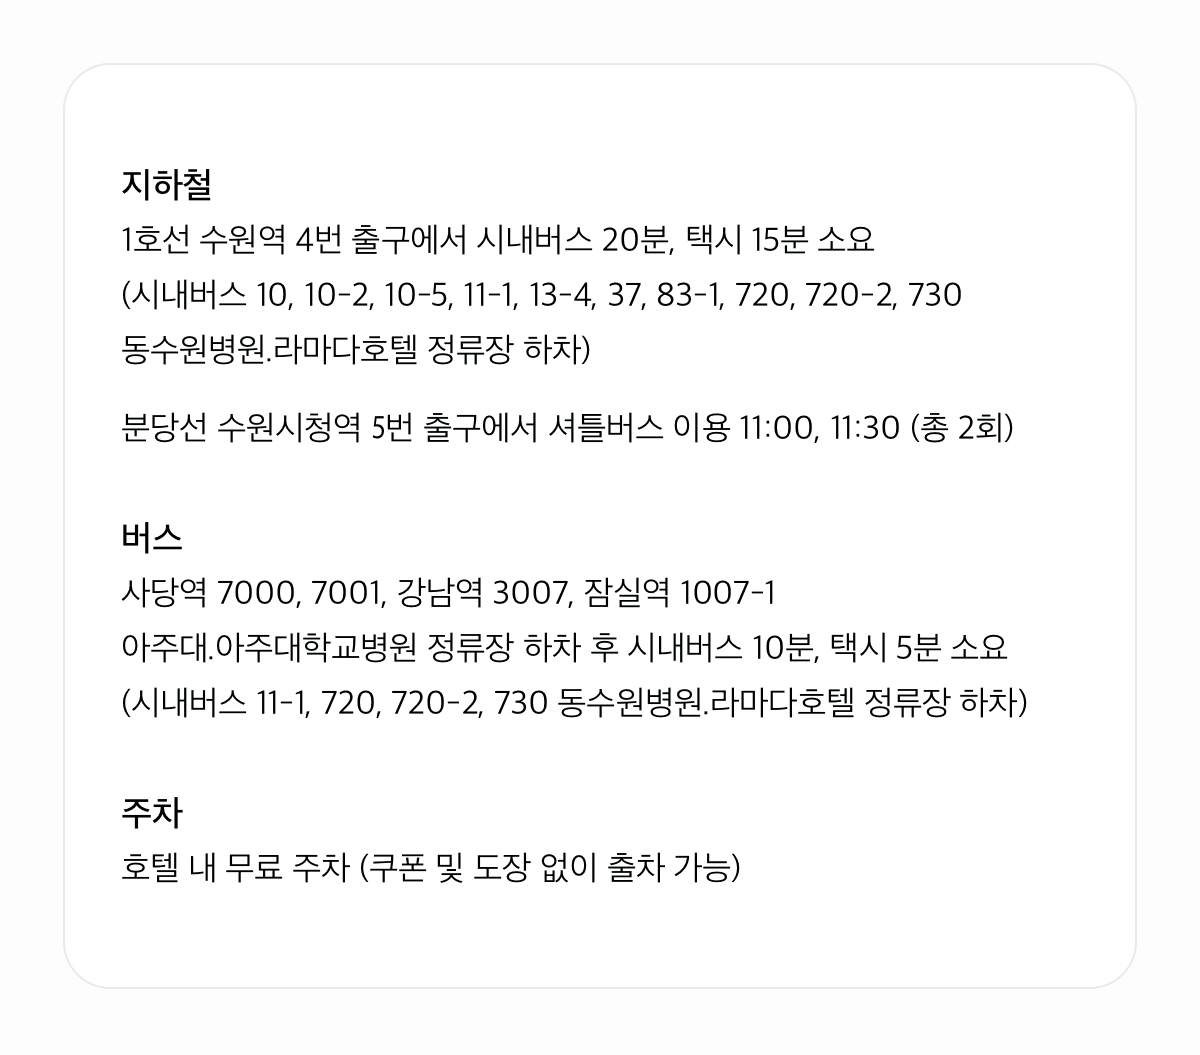 지하철
1호선 수원역 4번 출구에서 시내버스 20분, 택시 15분 소요
(시내버스 10, 10-2, 10-5, 11-1, 13-4, 37, 83-1, 720, 720-2, 730
동수원병원.라마다호텔 정류장 하차)
분당선 수원시청역 5번 출구에서 셔틀버스 이용 11:00, 11:30 (총 2회)
버스
사당역 7000, 7001, 강남역 3007, 잠실역 1007-1
아주대.아주대학교병원 정류장 하차 후 시내버스 10분, 택시 5분 소요
(시내버스 11-1, 720, 720-2, 730 동수원병원.라마다호텔 정류장 하차)
주차
호텔 내 무료 주차 (쿠폰 및 도장 없이 출차 가능)